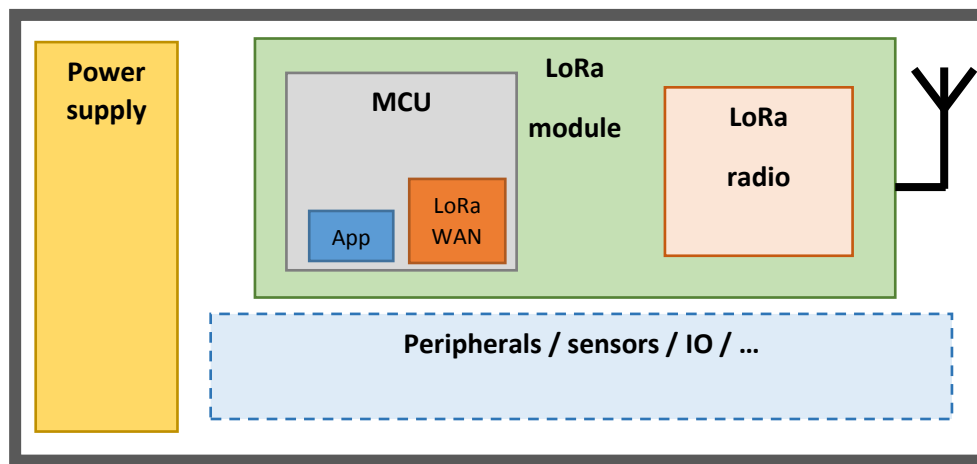 Power
supply
LoRa
module
MCU
App
LoRa
WAN
LoRa
radio
Peripherals / sensors / IO / …